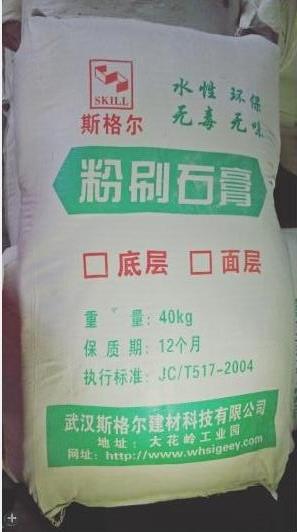 SKILL
斯格尔
水性 环保
无毒 无味
粉刷石膏
□底层 □面层
重 量: 40kg
保 质 期: 12个月
执行标准: JC/T517-2004
武汉斯格尔建材科技有限公司
地址: 大花岭工业园
网址: http://www.whsigeey.com